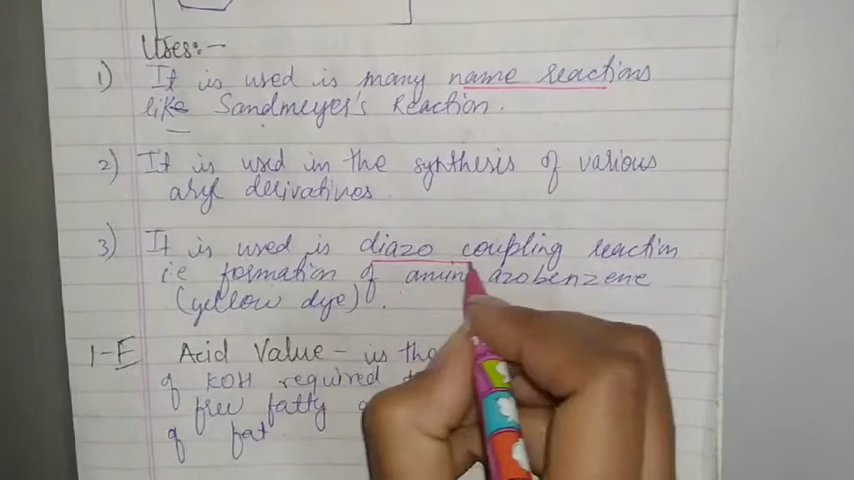 Uses:-
1) It is used is many name reactions
like Sandmeyer's Reaction.
2) It is used in the synthesis of various
aryl derivatives
3) It is used is diazo coupling reaction
i.e formation of amin azobenzene
(yellow dye).
1-E Acid Value - is the
of KOH required
free fatty
of fat